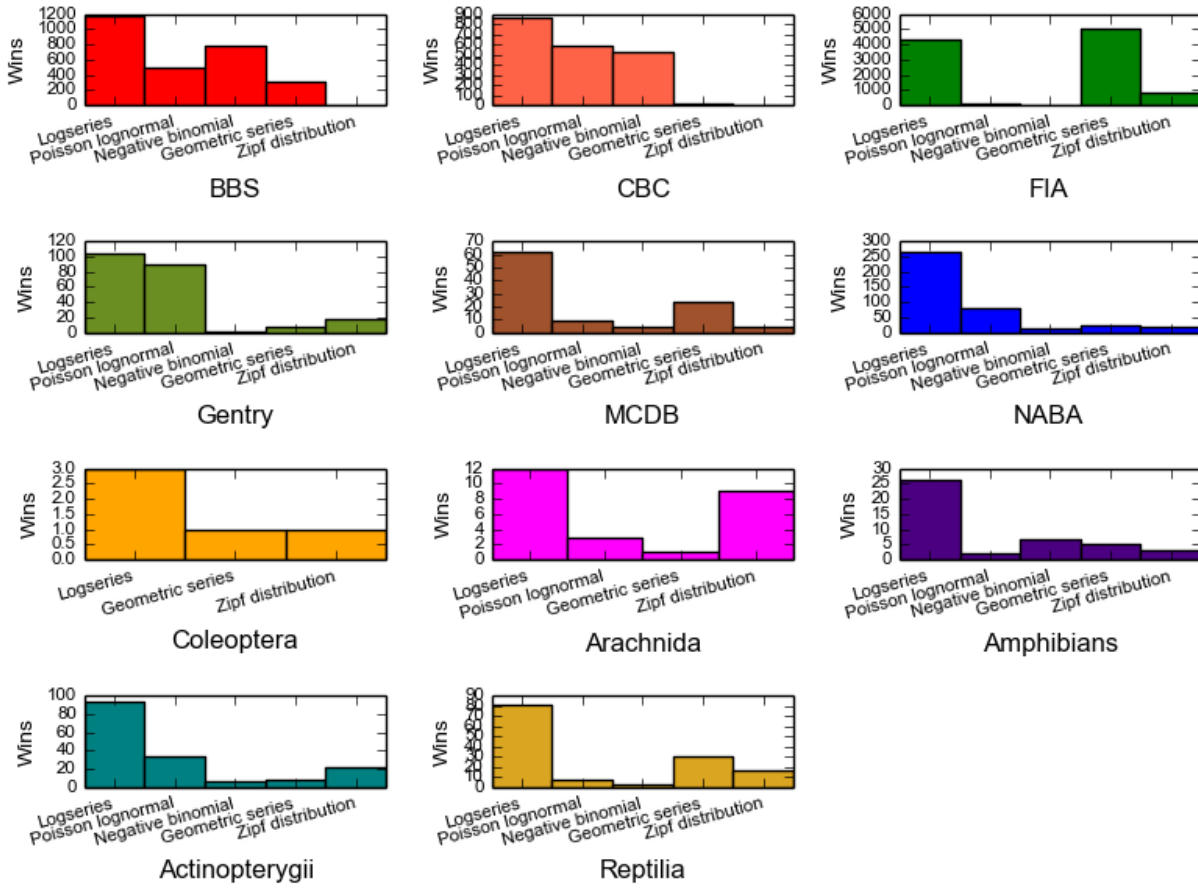 Wins
1200
1000
800
600
400
200
0
Logseries
Poisson lognormal
Negative binomial
Geometric series
Zipf distribution
BBS
Wins
900
800
700
600
500
400
300
200
100
0
Logseries
Poisson lognormal
Negative binomial
Geometric series
Zipf distribution
CBC
Wins
6000
5000
4000
3000
2000
1000
0
Logseries
Poisson lognormal
Negative binomial
Geometric series
Zipf distribution
FIA
Wins
120
100
80
60
40
20
0
Logseries
Poisson lognormal
Negative binomial
Geometric series
Zipf distribution
Gentry
Wins
70
60
50
40
30
20
10
0
Logseries
Poisson lognormal
Negative binomial
Geometric series
Zipf distribution
MCDB
Wins
300
250
200
150
100
50
0
Logseries
Poisson lognormal
Negative binomial
Geometric series
Zipf distribution
NABA
Wins
3.0
2.5
2.0
1.5
1.0
0.5
0.0
Logseries
Geometric series
Zipf distribution
Coleoptera
Wins
12
10
8
6
4
2
0
Logseries
Poisson lognormal
Geometric series
Zipf distribution
Arachnida
Wins
30
25
20
15
10
5
0
Logseries
Poisson lognormal
Negative binomial
Geometric series
Zipf distribution
Amphibians
Wins
100
80
60
40
20
0
Logseries
Poisson lognormal
Negative binomial
Geometric series
Zipf distribution
Actinopterygii
Wins
90
80
70
60
50
40
30
20
10
0
Logseries
Poisson lognormal
Negative binomial
Geometric series
Zipf distribution
Reptilia